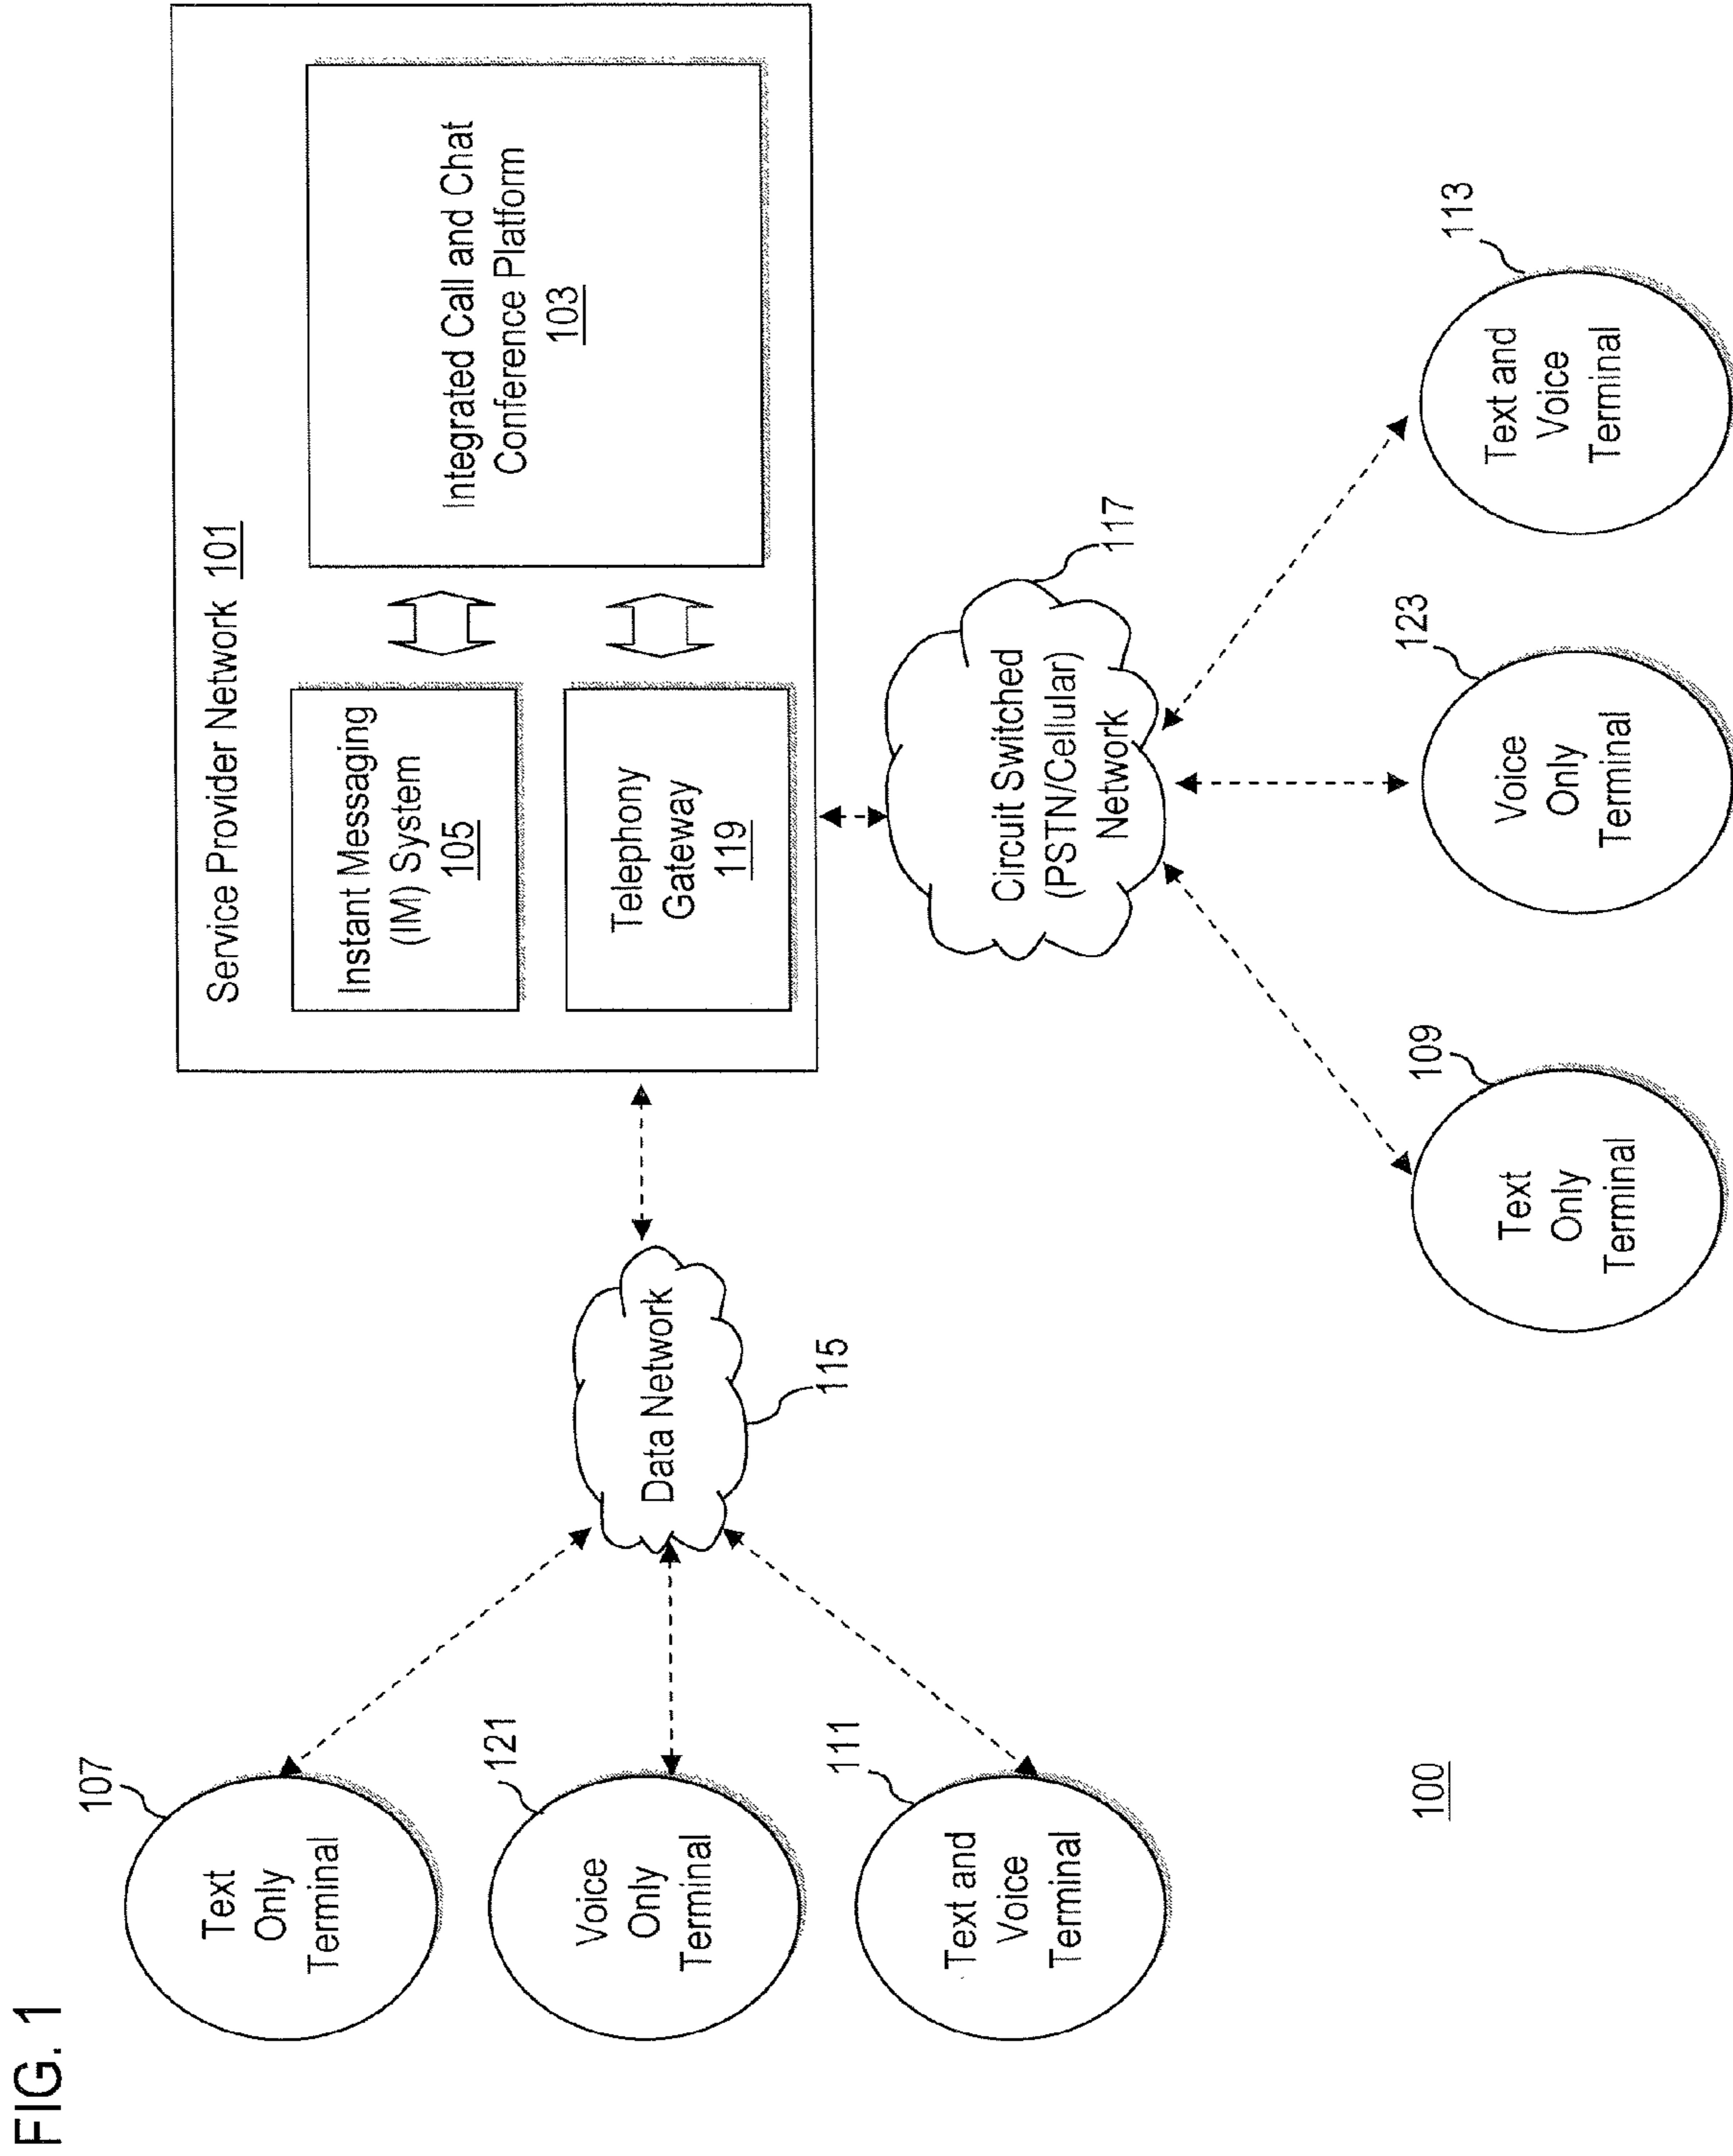 FIG. 1
107
Text
Only
Terminal
121
Voice
Only
Terminal
111
Text and
Voice
Terminal
Data Network
115
Service Provider Network 101
Instant Messaging
(IM) System
105
Telephony
Gateway
119
Integrated Call and Chat
Conference Platform
103
Circuit Switched
(PSTN/Cellular)
Network
117
109
Text
Only
Terminal
123
Voice
Only
Terminal
113
Text and
Voice
Terminal
100